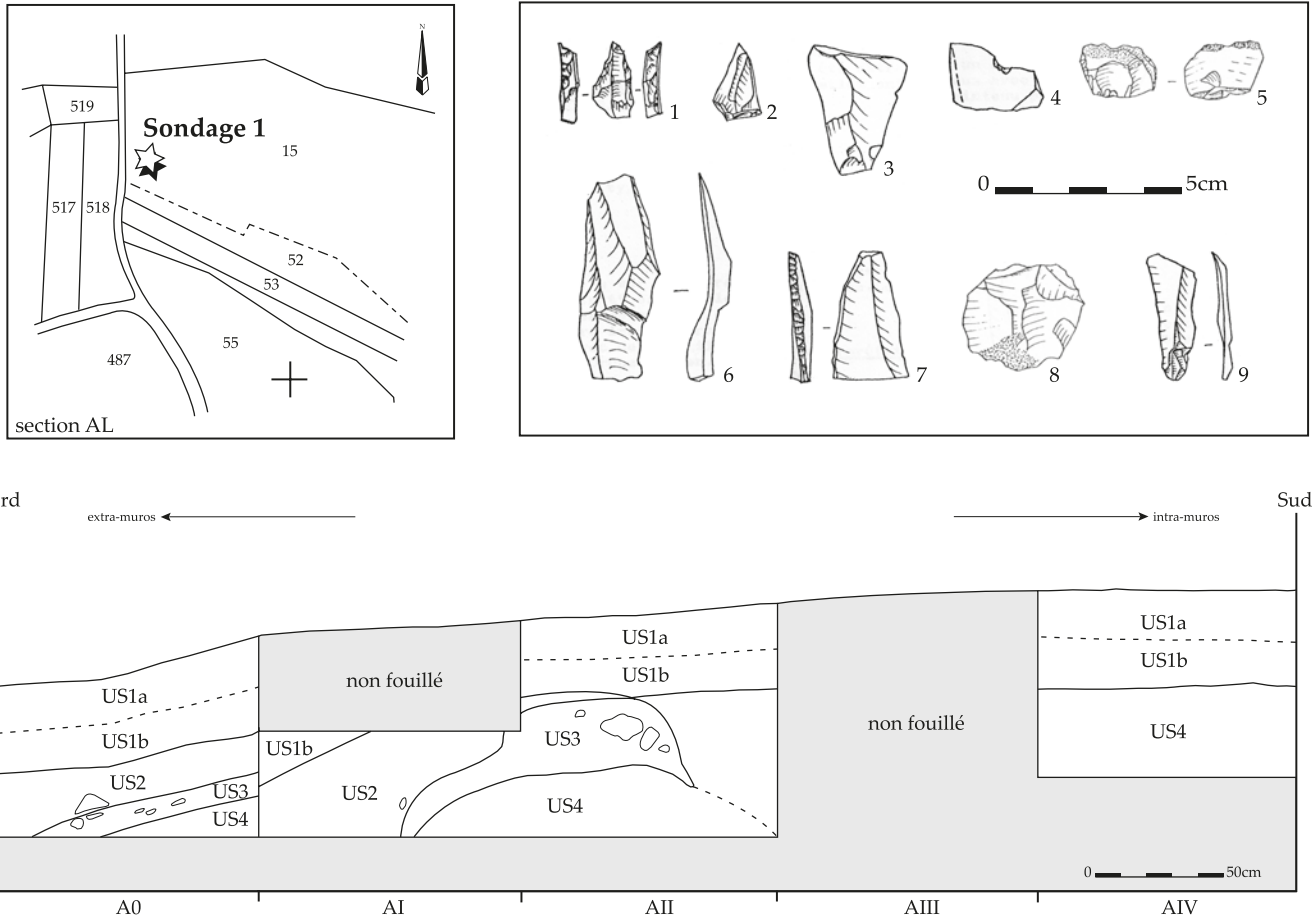 N
519
Sondage 1
15
517
518
52
53
55
487
section AL
1
2
3
4
5
0
5cm
6
7
8
9
rd
Sud
extra-muros
intra-muros
US1a
US1b
US2
US3
US4
non fouillé
US1b
US2
US1a
US1b
US3
US4
non fouillé
US1a
US1b
US4
0
50cm
A0
AI
AII
AIII
AIV